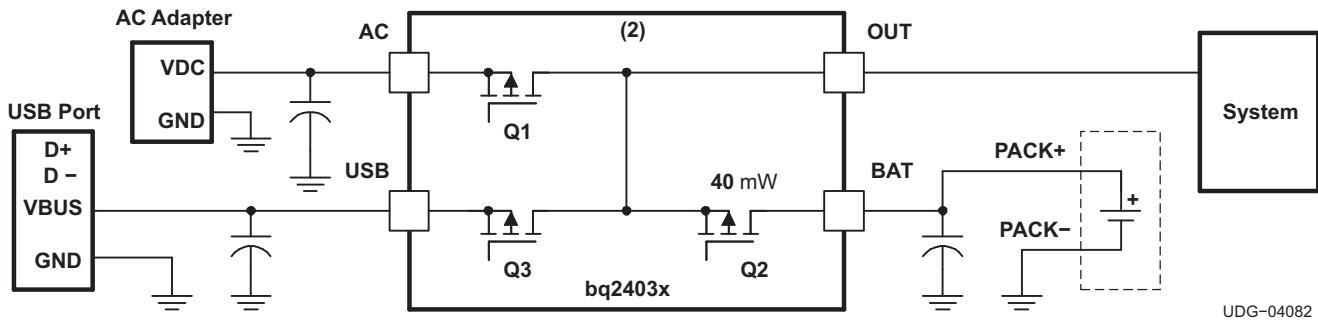 AC Adapter
VDC
GND
USB Port
D+
D −
VBUS
GND
AC
(2)
OUT
Q1
USB
40 mW
BAT
Q3
Q2
bq2403x
PACK+
+
PACK−
System
UDG−04082